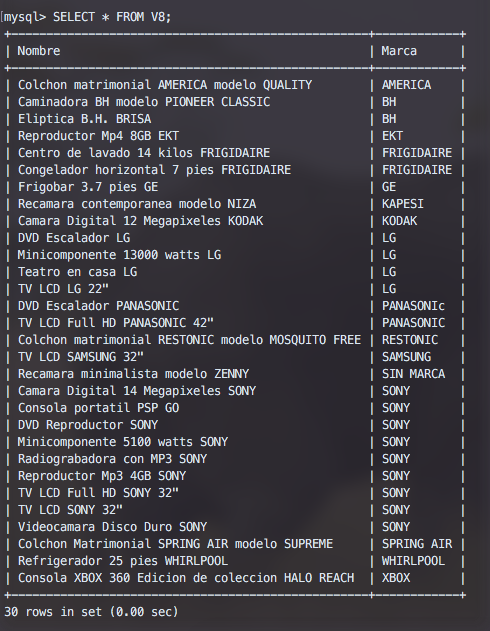 [mysql> SELECT * FROM V8;
+---------------------------------------------------+------------+
| Nombre                                            | Marca      |
+---------------------------------------------------+------------+
| Colchon matrimonial AMERICA modelo QUALITY        | AMERICA    |
| Caminadora BH modelo PIONEER CLASSIC              | BH         |
| Eliptica B.H. BRISA                               | BH         |
| Reproductor Mp4 8GB EKT                           | EKT        |
| Centro de lavado 14 kilos FRIGIDAIRE              | FRIGIDAIRE |
| Congelador horizontal 7 pies FRIGIDAIRE           | FRIGIDAIRE |
| Frigobar 3.7 pies GE                              | GE         |
| Recamara contemporanea modelo NIZA                | KAPESI     |
| Camara Digital 12 Megapixeles KODAK               | KODAK      |
| DVD Escalador LG                                  | LG         |
| Minicomponente 13000 watts LG                     | LG         |
| Teatro en casa LG                                 | LG         |
| TV LCD LG 22"                                     | LG         |
| DVD Escalador PANASONIC                           | PANASONIc  |
| TV LCD Full HD PANASONIC 42"                      | PANASONIC  |
| Colchon matrimonial RESTONIC modelo MOSQUITO FREE | RESTONIC   |
| TV LCD SAMSUNG 32"                                | SAMSUNG    |
| Recamara minimalista modelo ZENNY                 | SIN MARCA  |
| Camara Digital 14 Megapixeles SONY                | SONY       |
| Consola portatil PSP GO                           | SONY       |
| DVD Reproductor SONY                              | SONY       |
| Minicomponente 5100 watts SONY                    | SONY       |
| Radiograbadora con MP3 SONY                       | SONY       |
| Reproductor Mp3 4GB SONY                          | SONY       |
| TV LCD Full HD SONY 32"                           | SONY       |
| TV LCD SONY 32"                                   | SONY       |
| Videocamara Disco Duro SONY                       | SONY       |
| Colchon Matrimonial SPRING AIR modelo SUPREME     | SPRING AIR |
| Refrigerador 25 pies WHIRLPOOL                    | WHIRLPOOL  |
| Consola XBOX 360 Edicion de coleccion HALO REACH  | XBOX       |
+---------------------------------------------------+------------+
30 rows in set (0.00 sec)